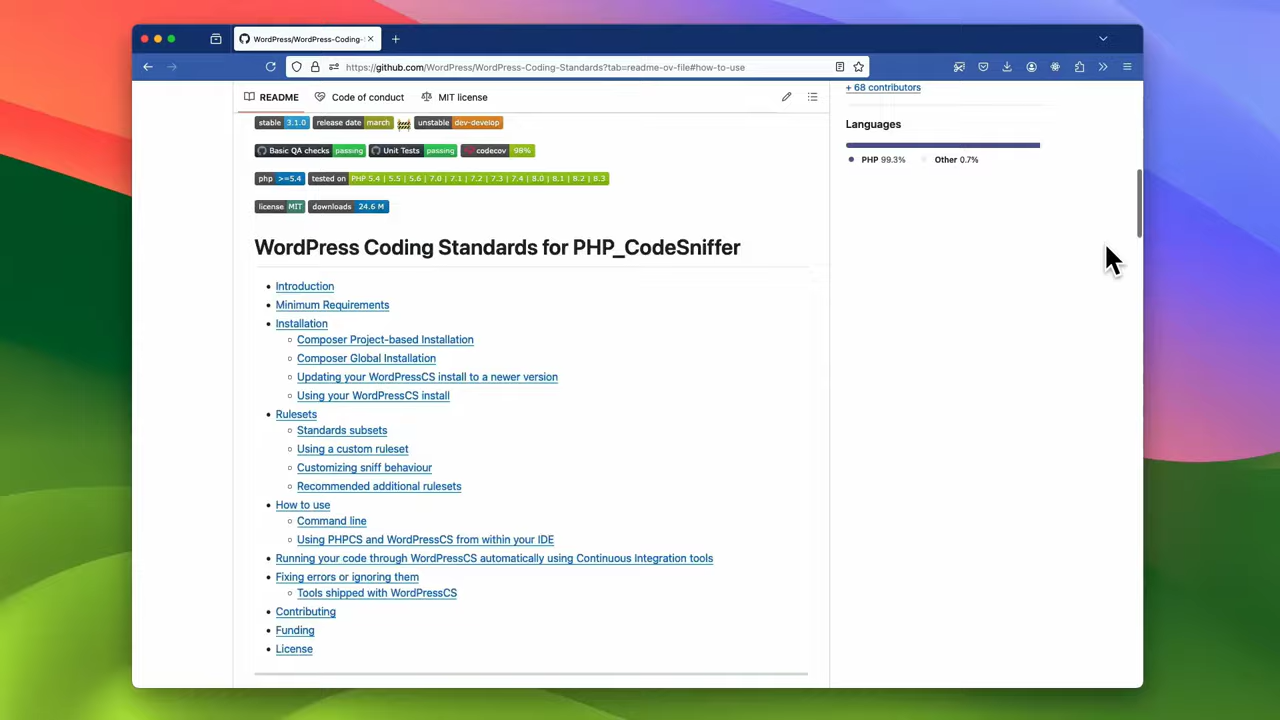 WordPress/WordPress-Coding-
https://github.com/WordPress/WordPress-Coding-Standards?tab=readme-ov-file#how-to-use
README
Code of conduct
MIT license
+ 68 contributors
Languages
PHP 99.3%
Other 0.7%
stable 3.1.0
release date march
unstable dev-develop
Basic QA checks passing
Unit Tests passing
codecov 98%
php >=5.4
tested on PHP 5.4 | 5.5 | 5.6 | 7.0 | 7.1 | 7.2 | 7.3 | 7.4 | 8.0 | 8.1 | 8.2 | 8.3
license MIT
downloads 24.6 M
WordPress Coding Standards for PHP_CodeSniffer
Introduction
Minimum Requirements
Installation
Composer Project-based Installation
Composer Global Installation
Updating your WordPressCS install to a newer version
Using your WordPressCS install
Rulesets
Standards subsets
Using a custom ruleset
Customizing sniff behaviour
Recommended additional rulesets
How to use
Command line
Using PHPCS and WordPressCS from within your IDE
Running your code through WordPressCS automatically using Continuous Integration tools
Fixing errors or ignoring them
Tools shipped with WordPressCS
Contributing
Funding
License